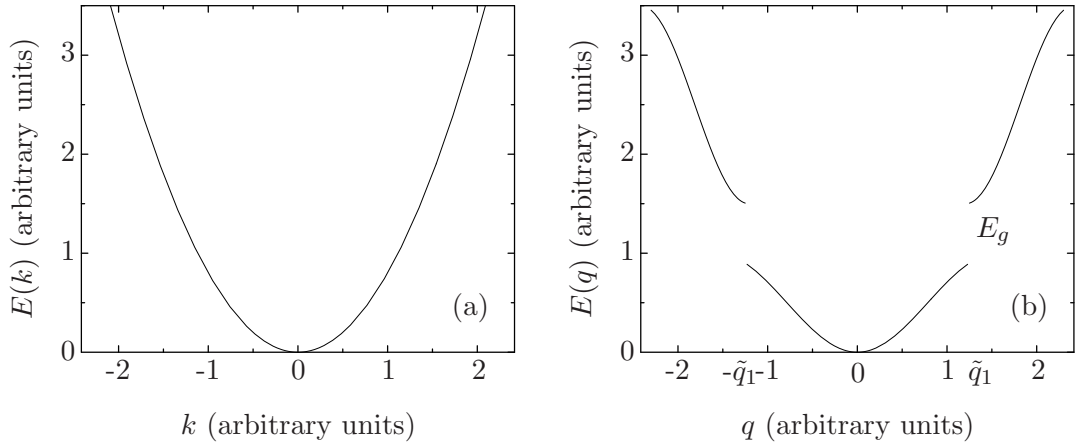 E(k) (arbitrary units)
3
2
1
0
(a)
-2 -1 0 1 2
k (arbitrary units)
E(q) (arbitrary units)
3
2
1
0
E_g
(b)
-2 -q̃₁ -1 0 1 q̃₁ 2
q (arbitrary units)